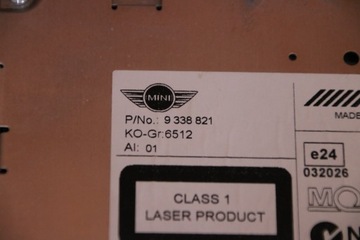 MINI
P/No.: 9 338 821
KO-Gr:6512
AI: 01
CLASS 1
LASER PRODUCT
MADE
e24
032026